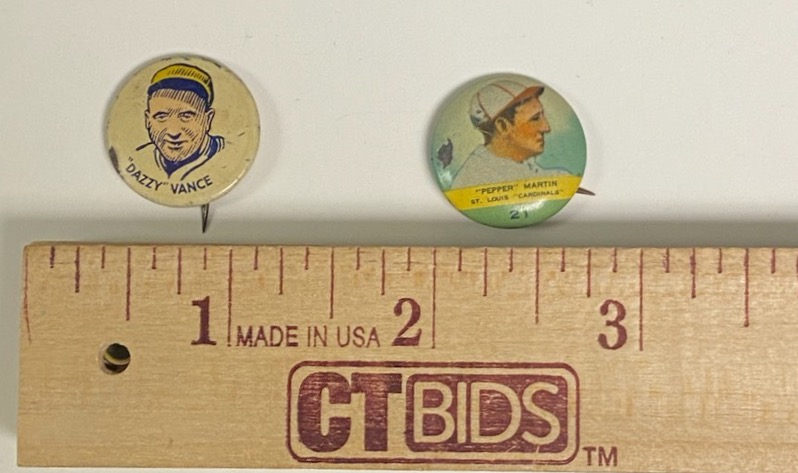 "DAZZY" VANCE
"PEPPER" MARTIN
ST. LOUIS "CARDINALS"
21
1 MADE IN USA 2 3
CTBIDS TM